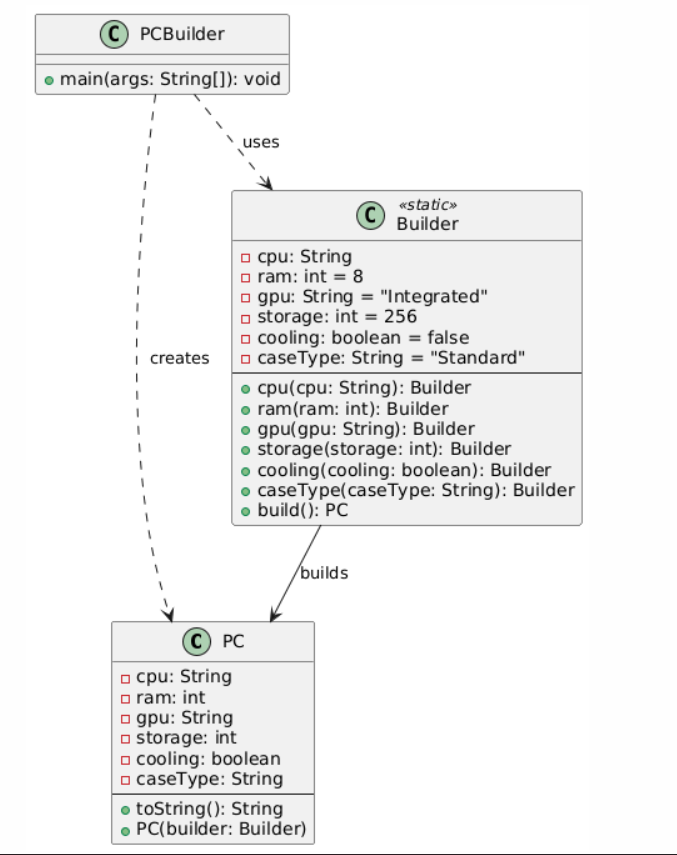 C PCBuilder
main(args: String[]): void
uses
«static»
C Builder
cpu: String
ram: int = 8
gpu: String = "Integrated"
storage: int = 256
cooling: boolean = false
caseType: String = "Standard"
creates
cpu(cpu: String): Builder
ram(ram: int): Builder
gpu(gpu: String): Builder
storage(storage: int): Builder
cooling(cooling: boolean): Builder
caseType(caseType: String): Builder
build(): PC
builds
C PC
cpu: String
ram: int
gpu: String
storage: int
cooling: boolean
caseType: String
toString(): String
PC(builder: Builder)